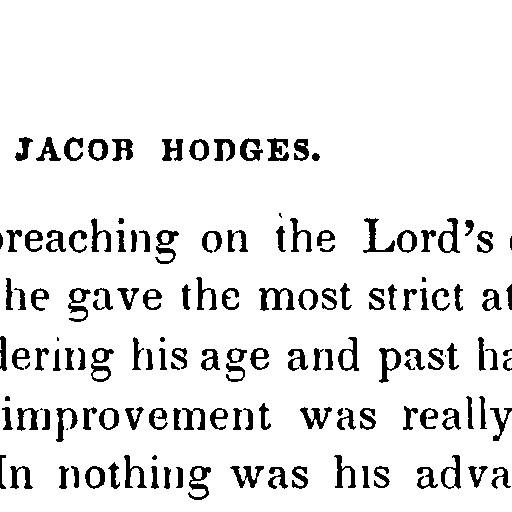 JACOB HODGES.
preaching on the Lord's
he gave the most strict at
dering his age and past ha
improvement was really
In nothing was his adva